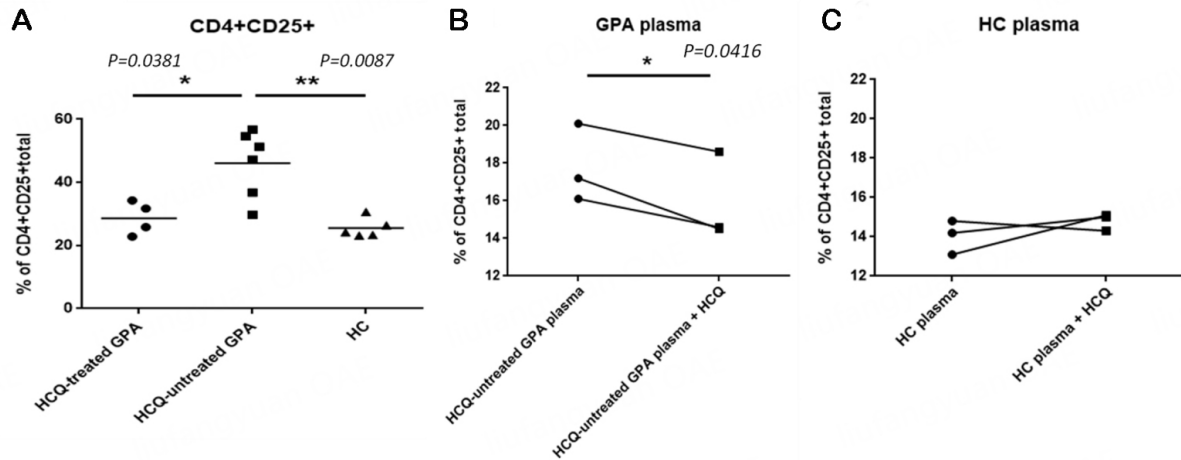 A
CD4+CD25+
P=0.0381
P=0.0087
*
**
% of CD4+CD25+total
60
40
20
0
HCQ-treated GPA
HCQ-untreated GPA
HC
B
GPA plasma
P=0.0416
*
% of CD4+CD25+ total
22
20
18
16
14
12
HCQ-untreated GPA plasma
HCQ-untreated GPA plasma + HCQ
C
HC plasma
% of CD4+CD25+ total
22
20
18
16
14
12
HC plasma
HC plasma + HCQ